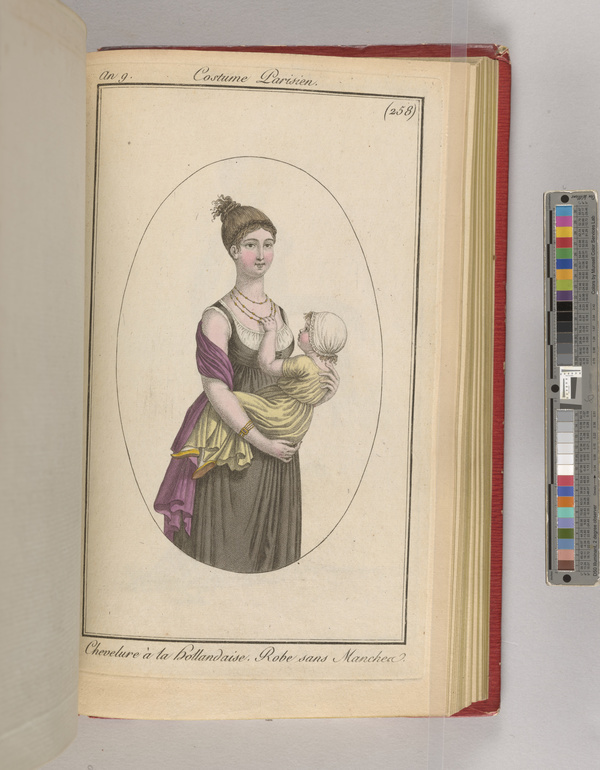 An 9. Costume Parisien.
(258)
Chevelure à la Hollandaise. Robe sans Manches.